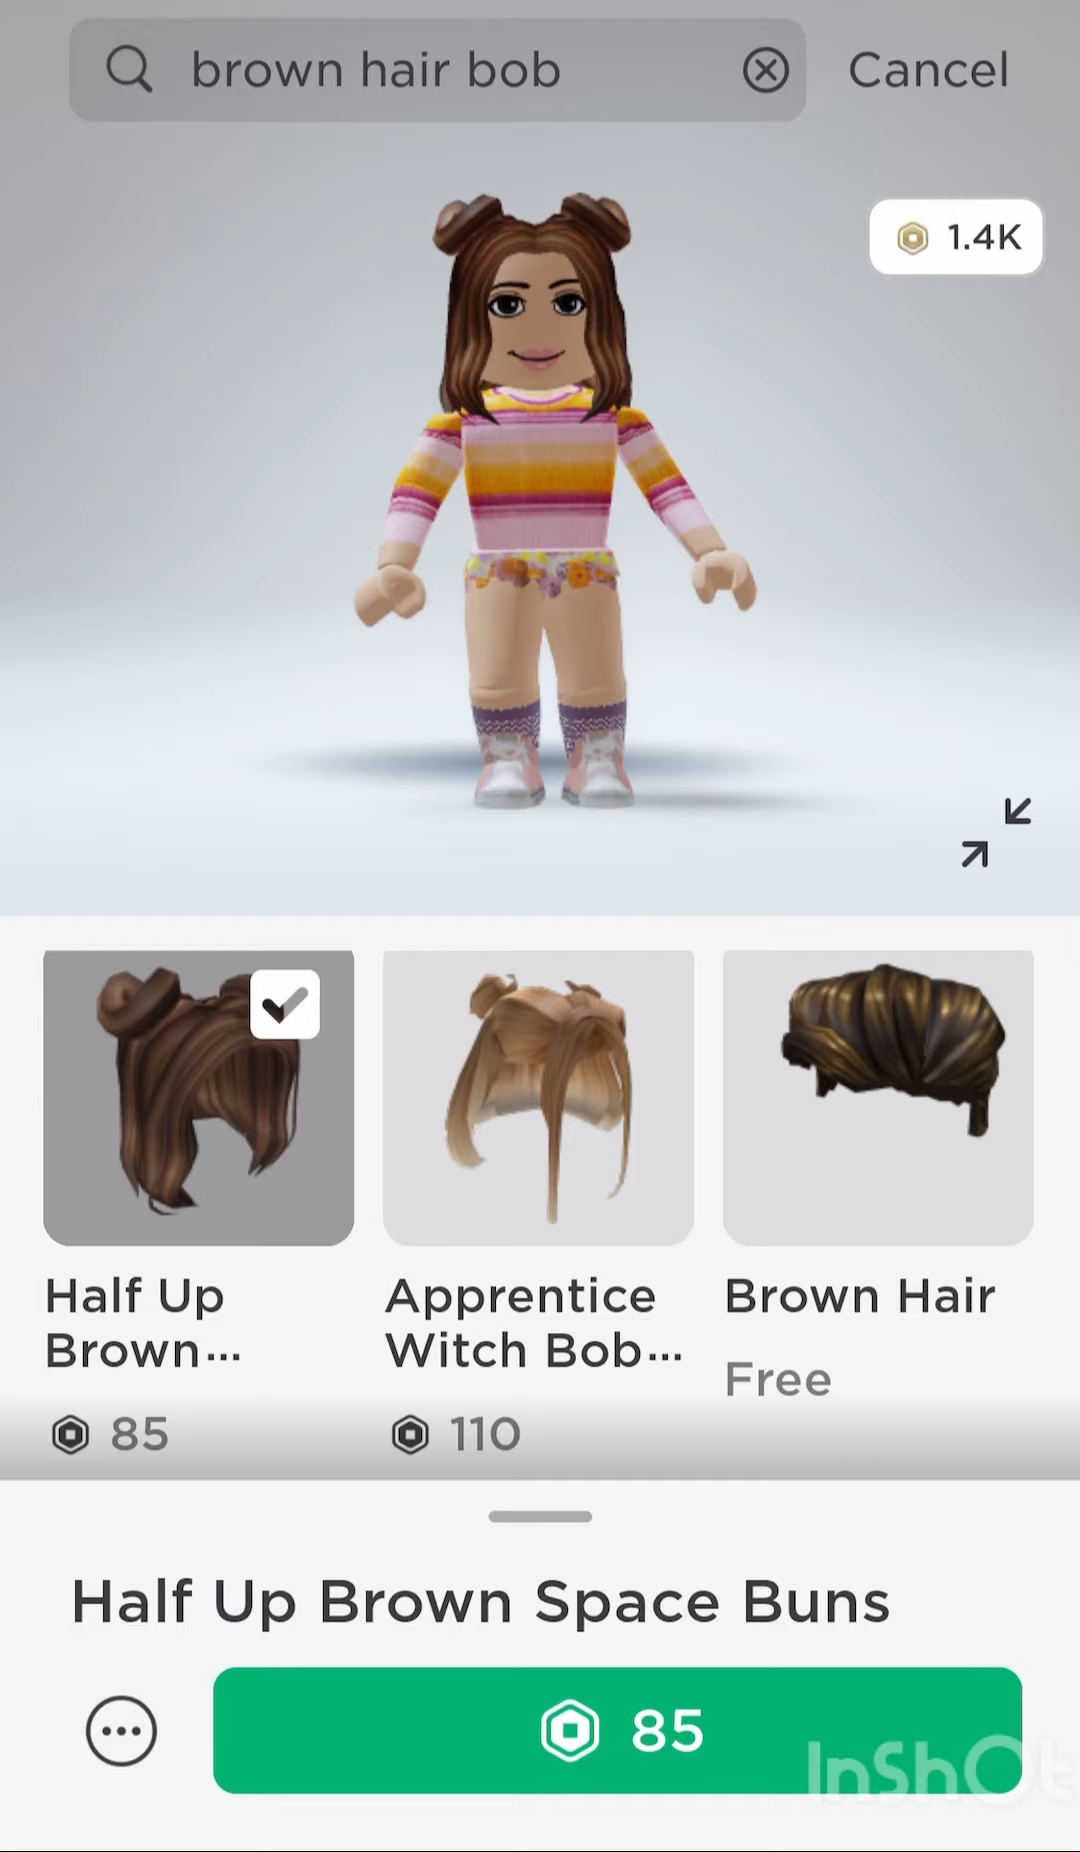 brown hair bob
Cancel
1.4K
Half Up
Brown...
85
Apprentice
Witch Bob...
110
Brown Hair
Free
Half Up Brown Space Buns
85
InShOt